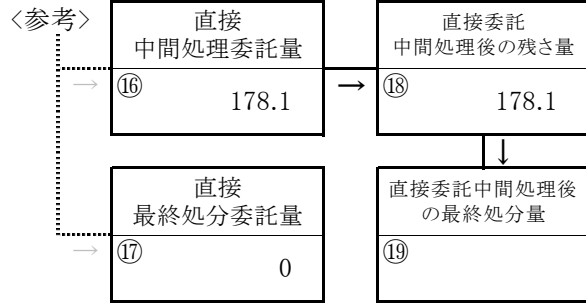 〈参考〉
直接
中間処理委託量
⑯
178.1
→
直接委託
中間処理後の残さ量
⑱
178.1
→
↓
直接
最終処分委託量
⑰
0
→
直接委託中間処理後
の最終処分量
⑲